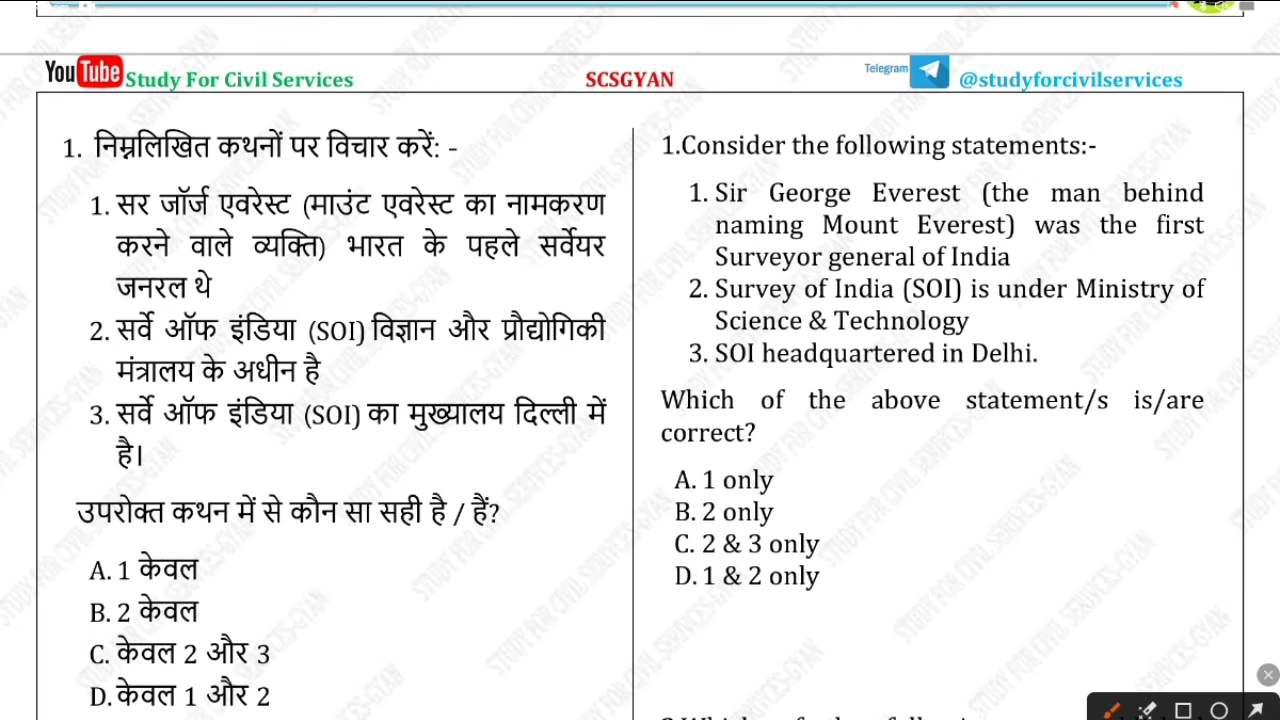 YouTube Study For Civil Services
SCSGYAN
Telegram @studyforcivilservices
1. निम्नलिखित कथनों पर विचार करें: -
1. सर जॉर्ज एवरेस्ट (माउंट एवरेस्ट का नामकरण
करने वाले व्यक्ति) भारत के पहले सर्वेयर
जनरल थे
2. सर्वे ऑफ इंडिया (SOI) विज्ञान और प्रौद्योगिकी
मंत्रालय के अधीन है
3. सर्वे ऑफ इंडिया (SOI) का मुख्यालय दिल्ली में
है।
उपरोक्त कथन में से कौन सा सही है / हैं?
A. 1 केवल
B. 2 केवल
C. केवल 2 और 3
D. केवल 1 और 2
1.Consider the following statements:-
1. Sir George Everest (the man behind
naming Mount Everest) was the first
Surveyor general of India
2. Survey of India (SOI) is under Ministry of
Science & Technology
3. SOI headquartered in Delhi.
Which of the above statement/s is/are
correct?
A. 1 only
B. 2 only
C. 2 & 3 only
D. 1 & 2 only
STUDY FOR CIVIL SERVICES-GYAN